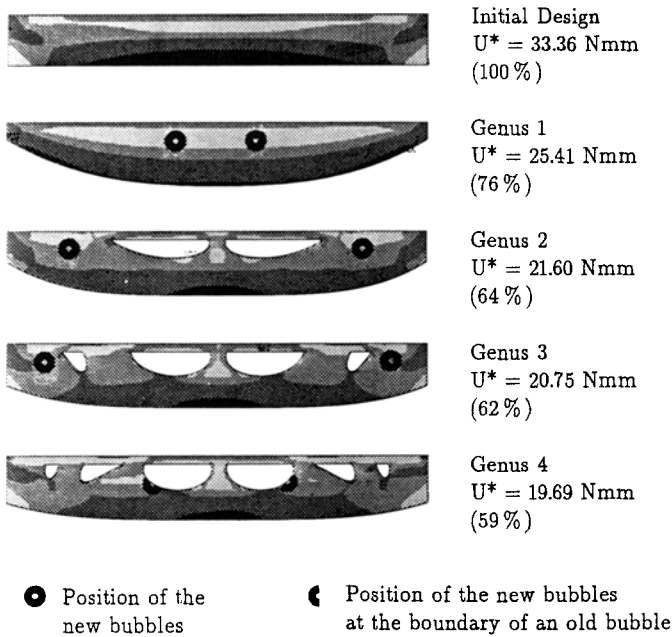 Initial Design
U* = 33.36 Nmm
(100 %)
Genus 1
U* = 25.41 Nmm
(76 %)
Genus 2
U* = 21.60 Nmm
(64 %)
Genus 3
U* = 20.75 Nmm
(62 %)
Genus 4
U* = 19.69 Nmm
(59 %)
Position of the
new bubbles
Position of the new bubbles
at the boundary of an old bubble